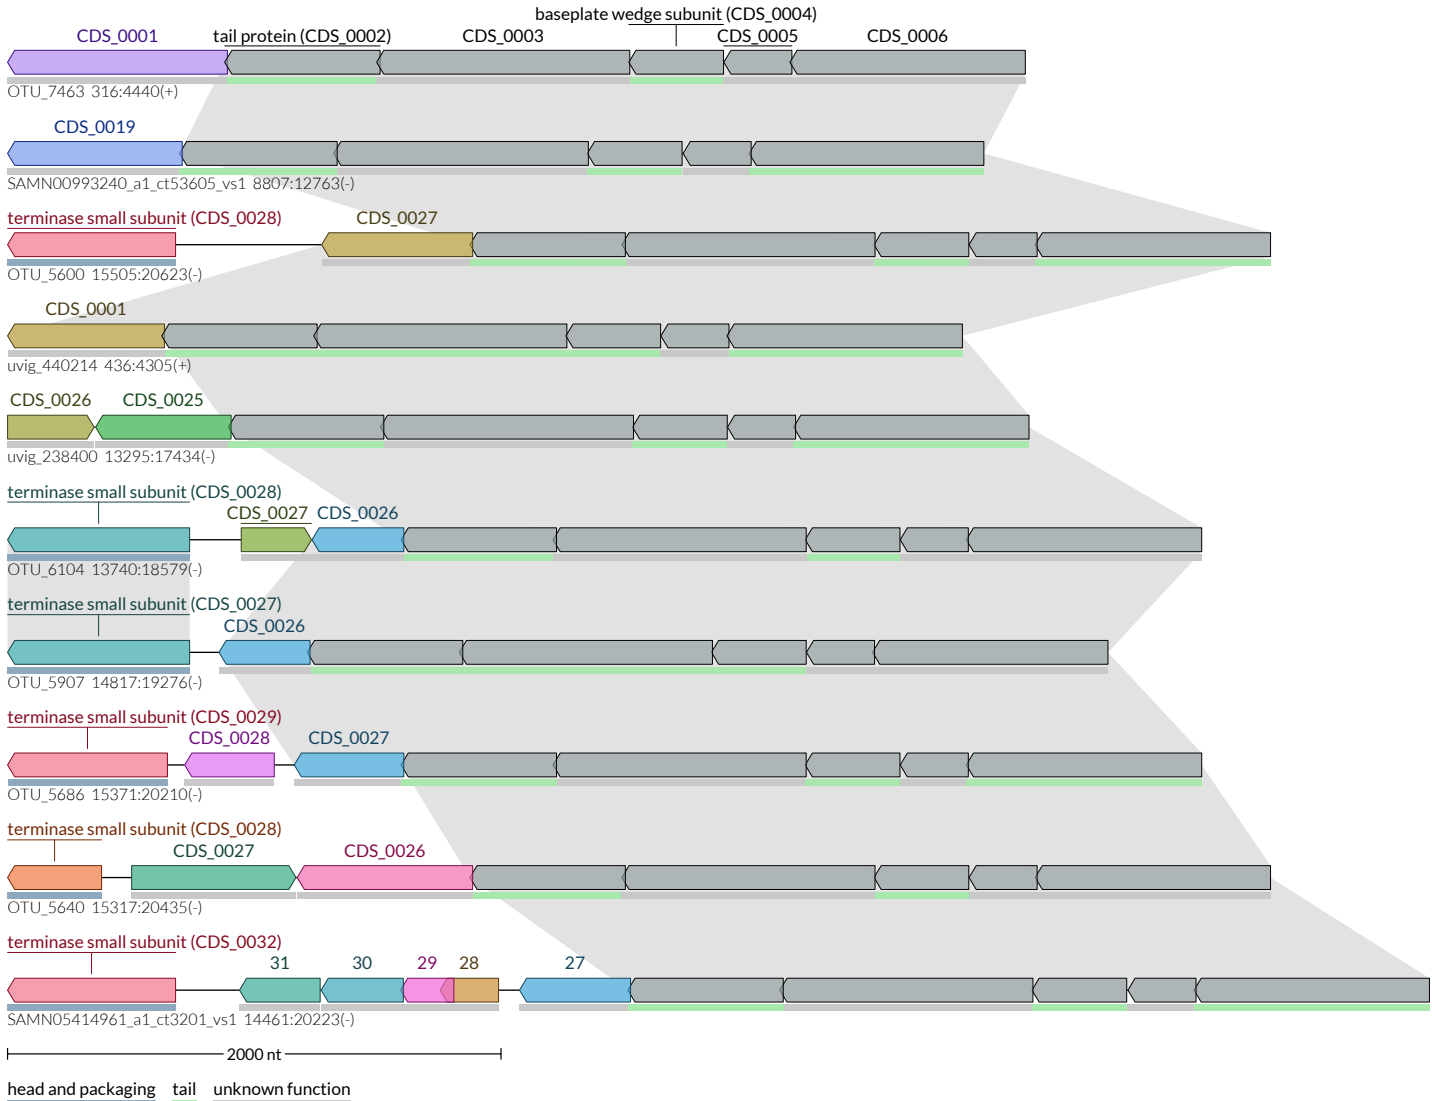 baseplate wedge subunit (CDS_0004)
CDS_0001 tail protein (CDS_0002) CDS_0003 CDS_0005 CDS_0006
OTU_7463 316:4440(+)
CDS_0019
SAMN00993240_a1_ct53605_vs1 8807:12763(-)
terminase small subunit (CDS_0028) CDS_0027
OTU_5600 15505:20623(-)
CDS_0001
uvig_440214 436:4305(+)
CDS_0026 CDS_0025
uvig_238400 13295:17434(-)
terminase small subunit (CDS_0028)
CDS_0027 CDS_0026
OTU_6104 13740:18579(-)
terminase small subunit (CDS_0027)
CDS_0026
OTU_5907 14817:19276(-)
terminase small subunit (CDS_0029)
CDS_0028 CDS_0027
OTU_5686 15371:20210(-)
terminase small subunit (CDS_0028)
CDS_0027 CDS_0026
OTU_5640 15317:20435(-)
terminase small subunit (CDS_0032)
31 30 29 28 27
SAMN05414961_a1_ct3201_vs1 14461:20223(-)
2000 nt
head and packaging tail unknown function